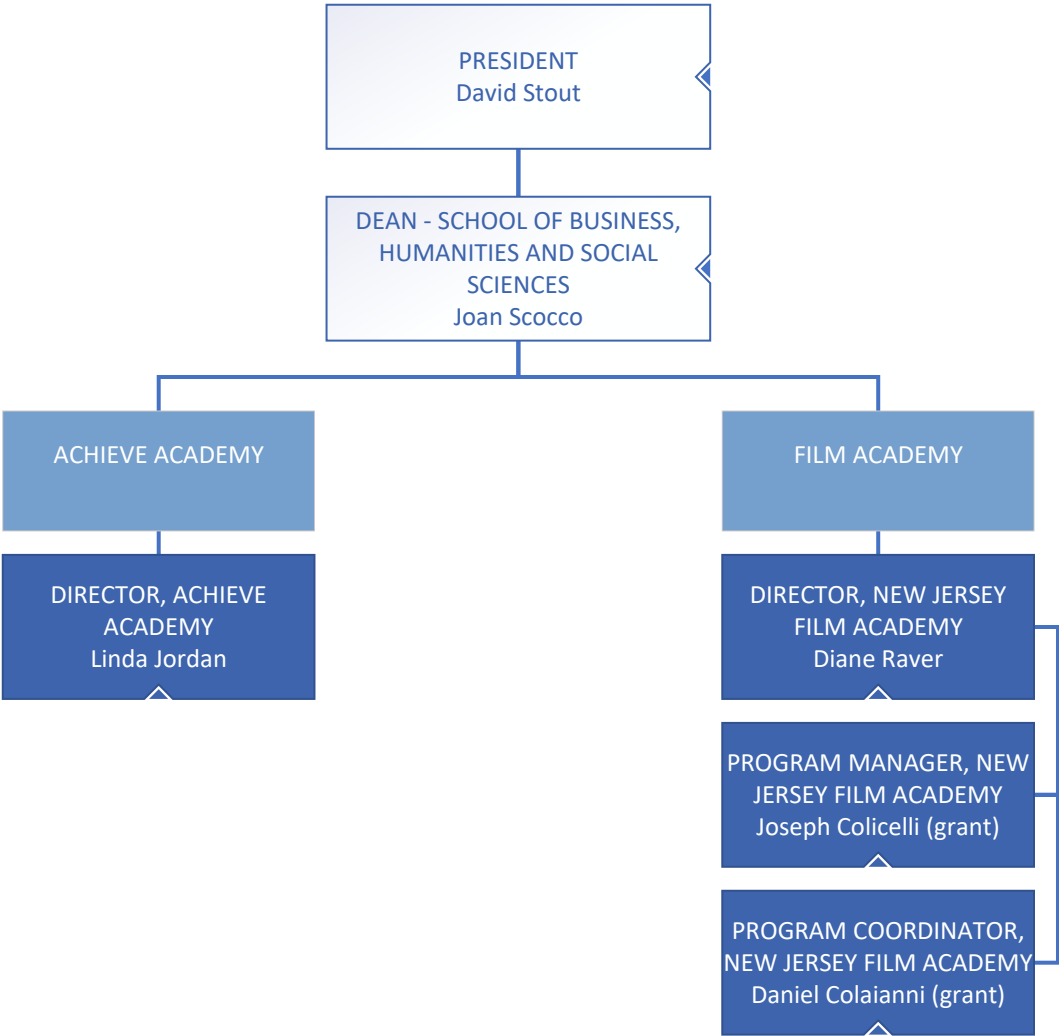 PRESIDENT
David Stout
DEAN - SCHOOL OF BUSINESS,
HUMANITIES AND SOCIAL
SCIENCES
Joan Scocco
ACHIEVE ACADEMY
FILM ACADEMY
DIRECTOR, ACHIEVE
ACADEMY
Linda Jordan
DIRECTOR, NEW JERSEY
FILM ACADEMY
Diane Raver
PROGRAM MANAGER, NEW
JERSEY FILM ACADEMY
Joseph Colicelli (grant)
PROGRAM COORDINATOR,
NEW JERSEY FILM ACADEMY
Daniel Colaianni (grant)